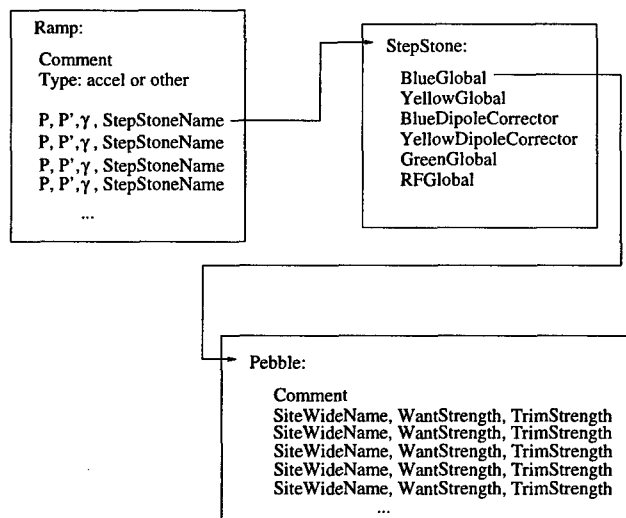 Ramp:
Comment
Type: accel or other
P, P',γ , StepStoneName
P, P',γ , StepStoneName
P, P',γ , StepStoneName
P, P',γ , StepStoneName
...
StepStone:
BlueGlobal
YellowGlobal
BlueDipoleCorrector
YellowDipoleCorrector
GreenGlobal
RFGlobal
Pebble:
Comment
SiteWideName, WantStrength, TrimStrength
SiteWideName, WantStrength, TrimStrength
SiteWideName, WantStrength, TrimStrength
SiteWideName, WantStrength, TrimStrength
SiteWideName, WantStrength, TrimStrength
...